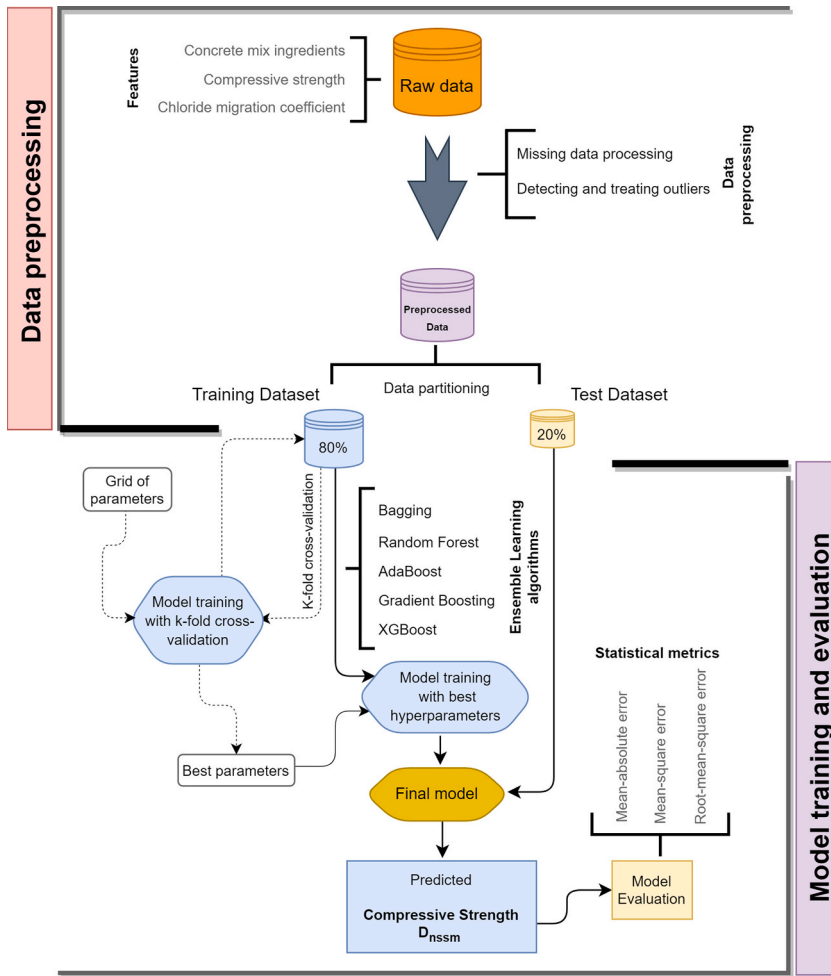 Data preprocessing
Features
Concrete mix ingredients
Compressive strength
Chloride migration coefficient
Raw data
Missing data processing
Detecting and treating outliers
Data
preprocessing
Preprocessed
Data
Data partitioning
Training Dataset
Test Dataset
80%
20%
Grid of
parameters
K-fold cross-validation
Model training
with k-fold cross-
validation
Bagging
Random Forest
AdaBoost
Gradient Boosting
XGBoost
Ensemble Learning
algorithms
Model training
with best
hyperparameters
Best parameters
Final model
Statistical metrics
Mean-absolute error
Mean-square error
Root-mean-square error
Predicted
Compressive Strength
Dnssm
Model
Evaluation
Model training and evaluation